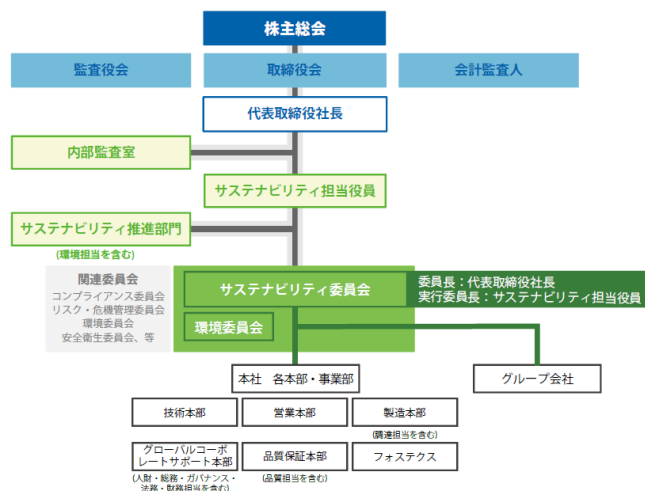 株主総会
監査役会
取締役会
会計監査人
代表取締役社長
内部監査室
サステナビリティ担当役員
サステナビリティ推進部門
(環境担当を含む)
関連委員会
コンプライアンス委員会
リスク・危機管理委員会
環境委員会
安全衛生委員会、等
サステナビリティ委員会
環境委員会
委員長：代表取締役社長
実行委員長：サステナビリティ担当役員
本社　各本部・事業部
グループ会社
技術本部
営業本部
製造本部
(調達担当を含む)
グローバルコーポ
レートサポート本部
(人財・総務・ガバナンス・
法務・財務担当を含む)
品質保証本部
(品質担当を含む)
フォステクス